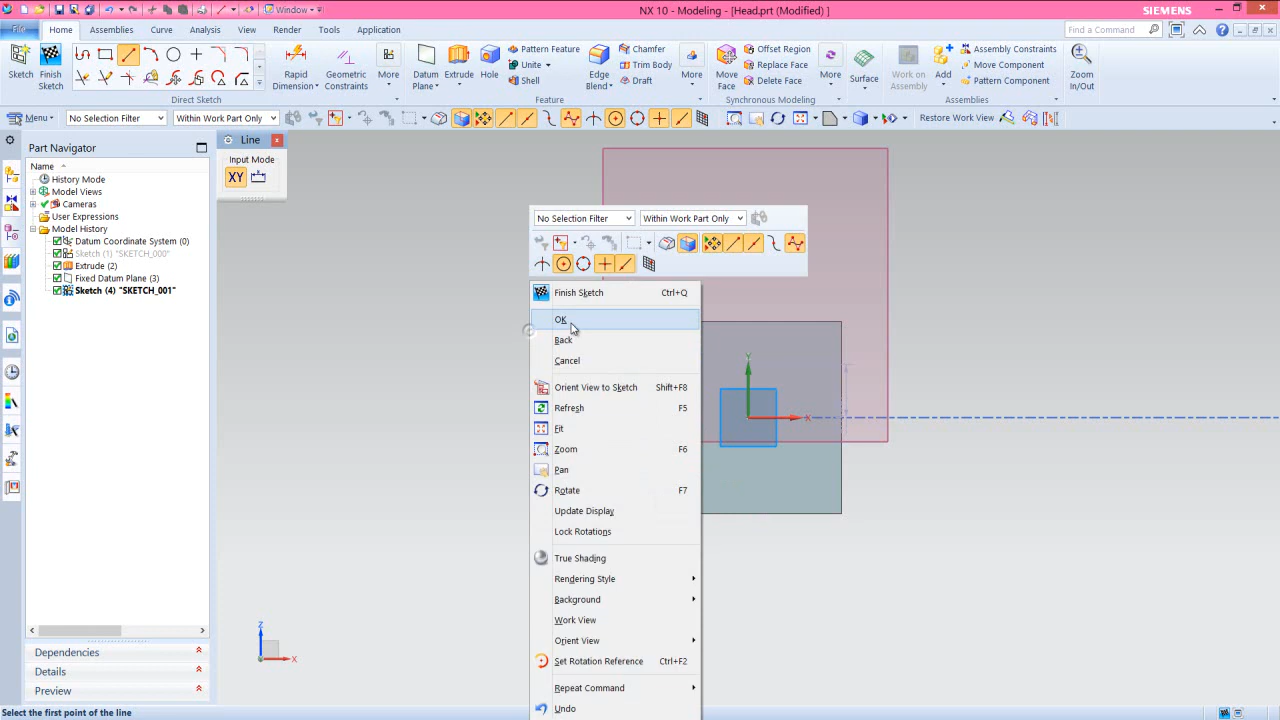 NX 10 - Modeling - [Head.prt (Modified) ]
SIEMENS
Window
File Home Assemblies Curve Analysis View Render Tools Application
Find a Command
Sketch
Finish Sketch
Direct Sketch
Rapid Dimension
Geometric Constraints
More
Datum Plane
Extrude
Hole
Pattern Feature
Unite
Shell
Edge Blend
Chamfer
Trim Body
Draft
More
Feature
Move Face
Offset Region
Replace Face
Delete Face
More
Synchronous Modeling
Surface
Work on Assembly
Add
Assembly Constraints
Move Component
Pattern Component
Assemblies
Zoom In/Out
Menu
No Selection Filter
Within Work Part Only
Restore Work View
Part Navigator
Name
History Mode
Model Views
Cameras
User Expressions
Model History
Datum Coordinate System (0)
Sketch (1) "SKETCH_000"
Extrude (2)
Fixed Datum Plane (3)
Sketch (4) "SKETCH_001"
Dependencies
Details
Preview
Line
Input Mode
XY
No Selection Filter
Within Work Part Only
Finish Sketch Ctrl+Q
OK
Back
Cancel
Orient View to Sketch Shift+F8
Refresh F5
Fit
Zoom F6
Pan
Rotate F7
Update Display
Lock Rotations
True Shading
Rendering Style
Background
Work View
Orient View
Set Rotation Reference Ctrl+F2
Repeat Command
Undo
Y
X
Z
X
Select the first point of the line